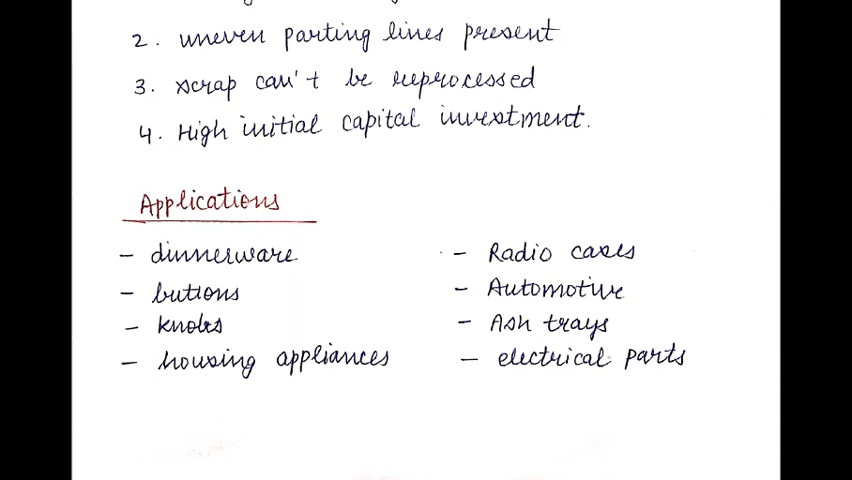 2. uneven parting lines present
3. scrap can't be reprocessed
4. High initial capital investment.
Applications
- dinnerware
- Radio cases
- buttons
- Automotive
- knobs
- Ash trays
- housing appliances
- electrical parts